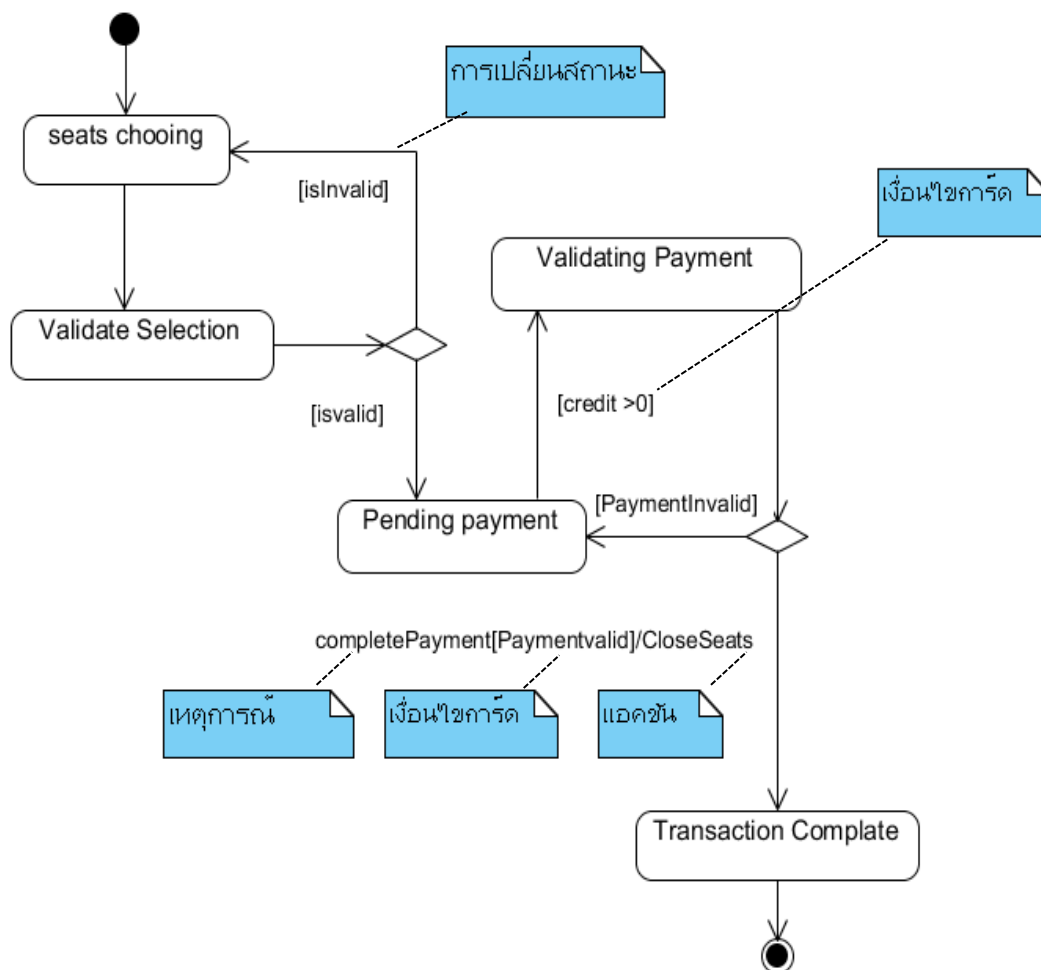 การเปลี่ยนสถานะ
seats chooing
[isInvalid]
เงื่อนไขการ์ด
Validating Payment
Validate Selection
[isvalid]
[credit >0]
Pending payment
[PaymentInvalid]
completePayment[Paymentvalid]/CloseSeats
เหตุการณ์
เงื่อนไขการ์ด
แอคชัน
Transaction Complate